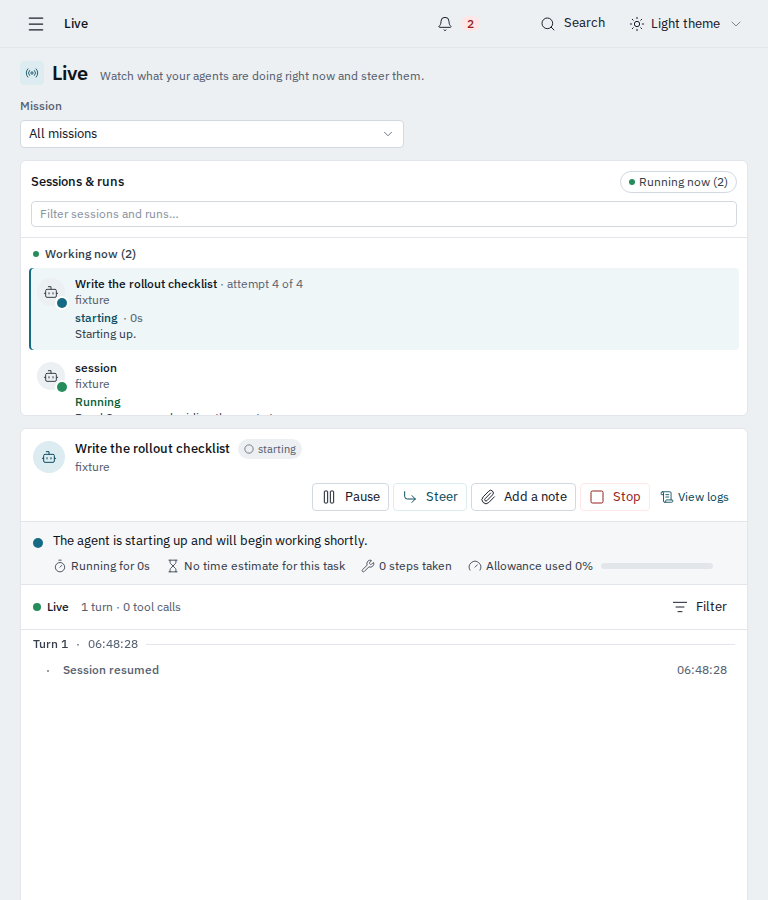 Live
2
Search
Light theme
Live
Watch what your agents are doing right now and steer them.
Mission
All missions
Sessions & runs
Running now (2)
Filter sessions and runs...
Working now (2)
Write the rollout checklist · attempt 4 of 4
fixture
starting · 0s
Starting up.
session
fixture
Running
Write the rollout checklist
starting
fixture
Pause
Steer
Add a note
Stop
View logs
The agent is starting up and will begin working shortly.
Running for 0s
No time estimate for this task
0 steps taken
Allowance used 0%
Live
1 turn · 0 tool calls
Filter
Turn 1 · 06:48:28
· Session resumed
06:48:28